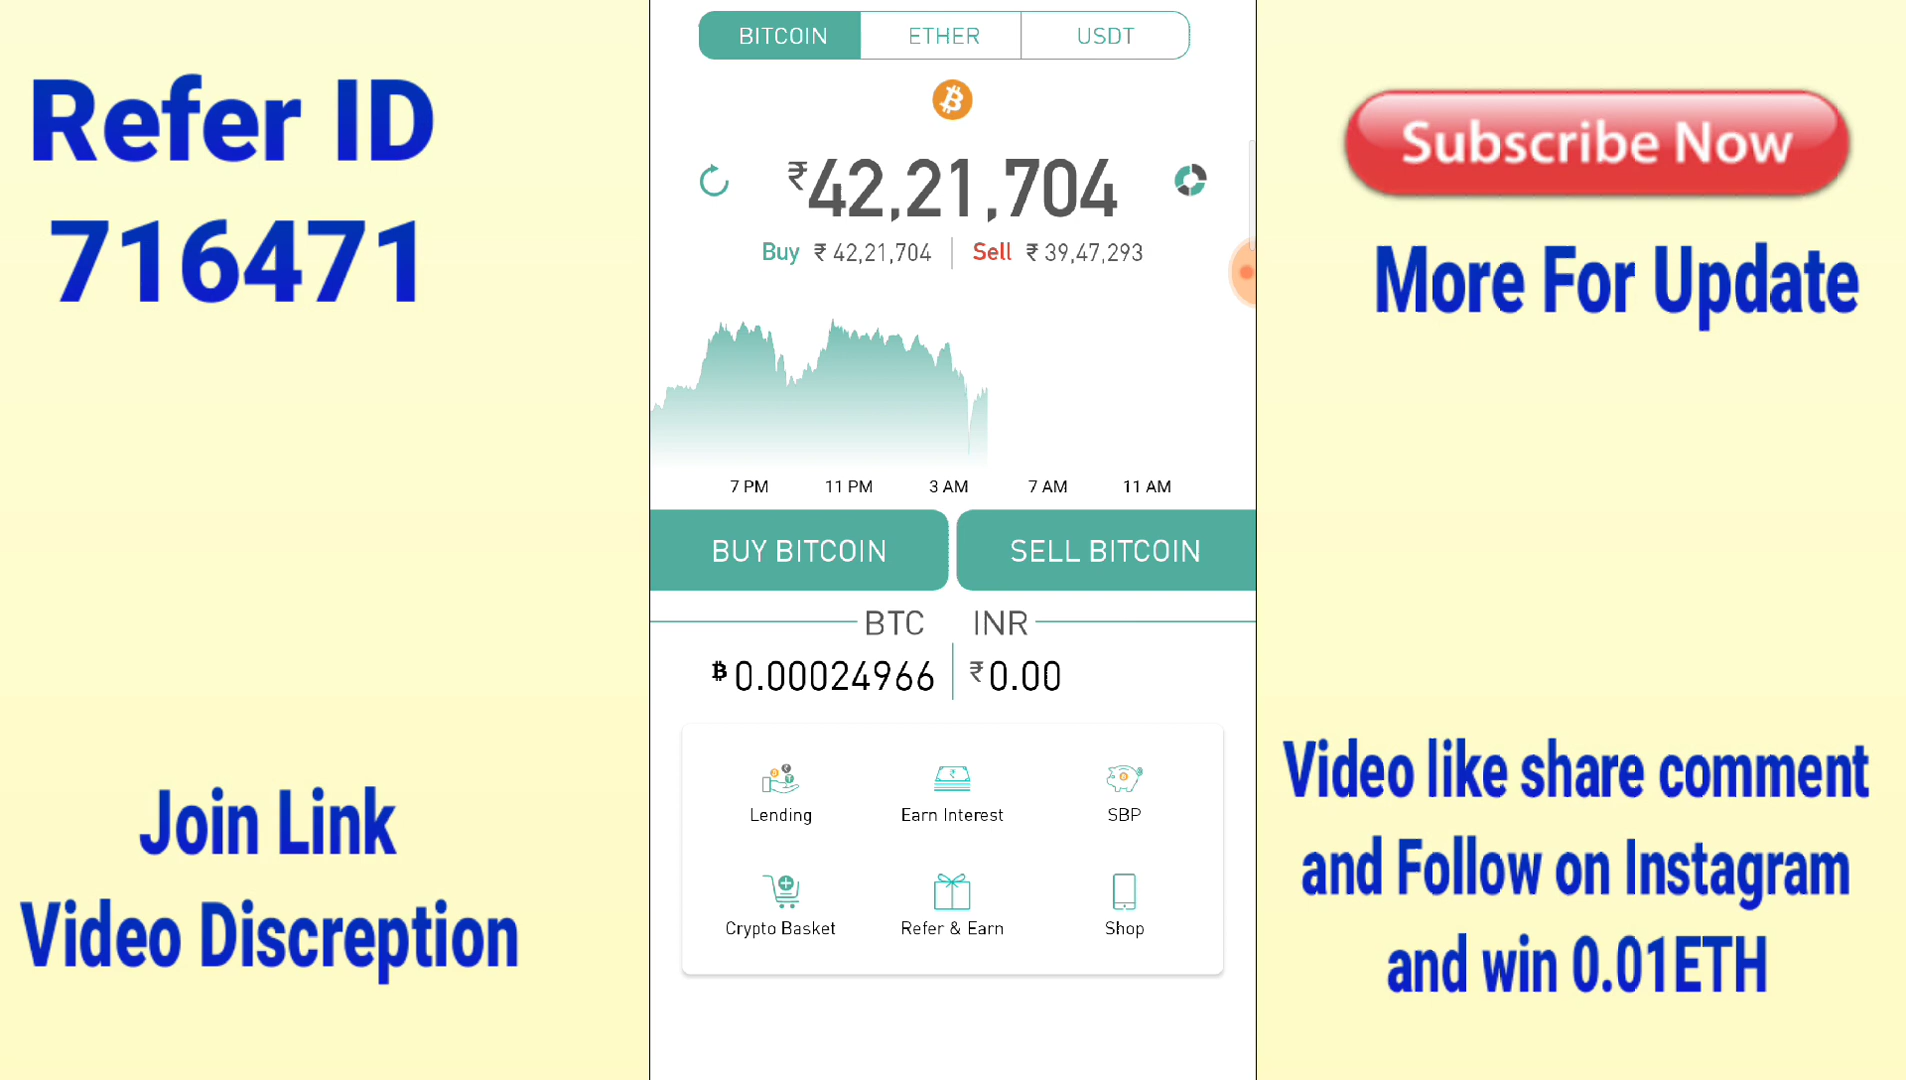 Refer ID
716471
Join Link
Video Discreption
BITCOIN ETHER USDT
₹42,21,704
Buy ₹ 42,21,704 Sell ₹ 39,47,293
7 PM 11 PM 3 AM 7 AM 11 AM
BUY BITCOIN SELL BITCOIN
BTC INR
₿0.00024966 ₹0.00
Lending Earn Interest SBP
Crypto Basket Refer & Earn Shop
Subscribe Now
More For Update
Video like share comment
and Follow on Instagram
and win 0.01ETH